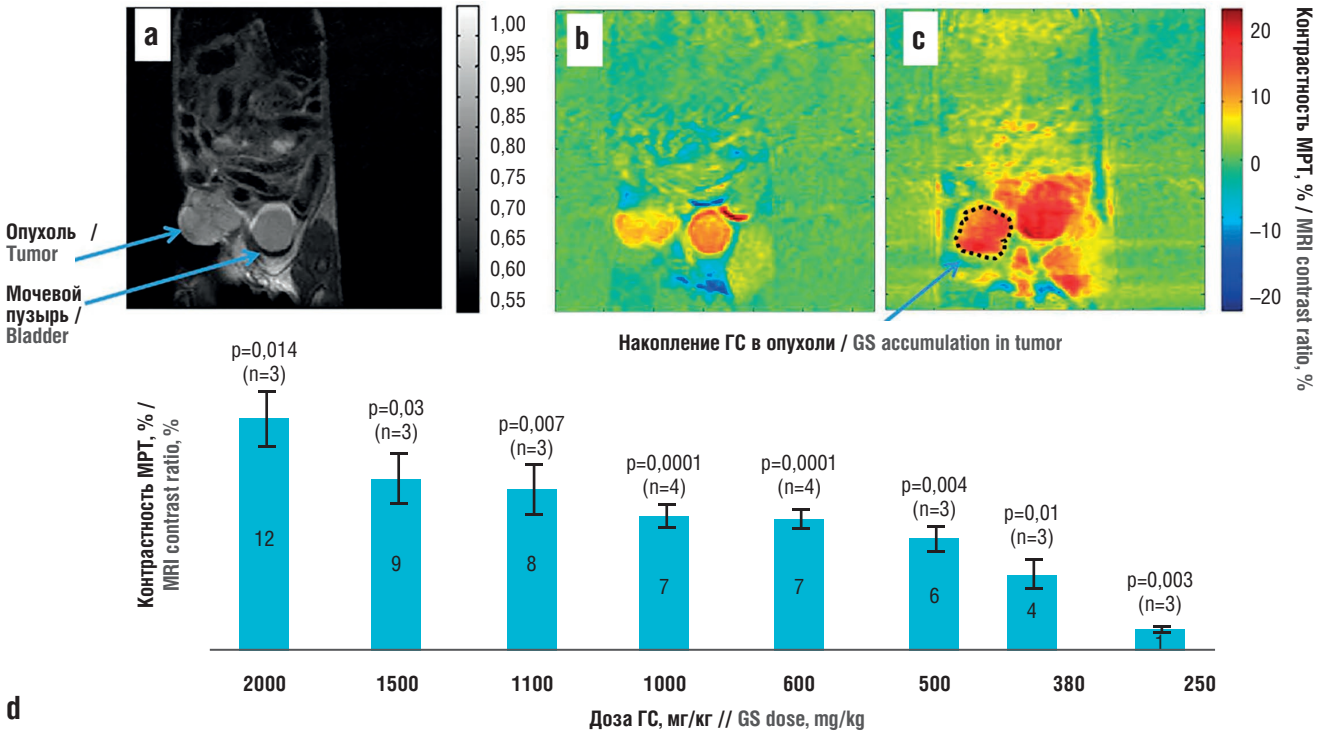 a
1,00
0,95
0,90
0,85
0,80
0,75
0,70
0,65
0,60
0,55
b
c
20
10
0
–10
–20
Контрастность МРТ, % / MRI contrast ratio, %
Опухоль /
Tumor
Мочевой
пузырь /
Bladder
Накопление ГС в опухоли / GS accumulation in tumor
Контрастность МРТ, % /
MRI contrast ratio, %
p=0,014
(n=3)
12
p=0,03
(n=3)
9
p=0,007
(n=3)
8
p=0,0001
(n=4)
7
p=0,0001
(n=4)
7
p=0,004
(n=3)
6
p=0,01
(n=3)
4
p=0,003
(n=3)
1
2000 1500 1100 1000 600 500 380 250
d
Доза ГС, мг/кг // GS dose, mg/kg